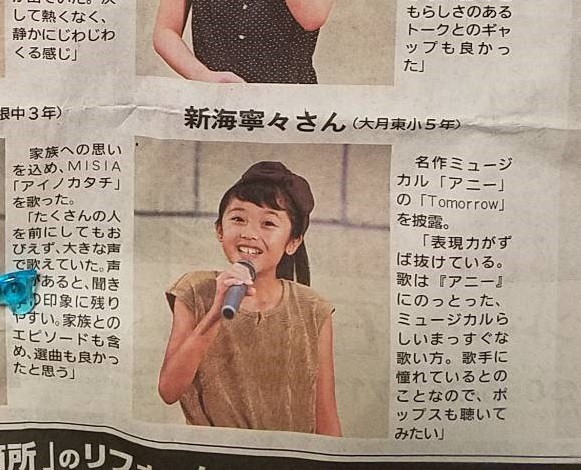 して熱くなく、
静かにじわじわ
くる感じ」
もらしさのある
トークとのギャ
ップも良かっ
た」
中3年）
新海寧々さん（大月東小5年）
家族への思い
を込め、MISIA
「アイノカタチ」
を歌った。
「たくさんの人
を前にしてもお
びえず、大きな声
で歌えていた。声
があると、聞き
の印象に残り
やすい。家族との
エピソードも含
め、選曲も良かっ
たと思う」
名作ミュージ
カル「アニー」
の「Tomorrow」
を披露。
「表現力がず
ば抜けている。
歌は『アニー』
にのっとった、
ミュージカルら
しいまっすぐな
歌い方。歌手に
憧れているとの
ことなので、ポ
ップスも聴いて
みたい」
所」のリフォー